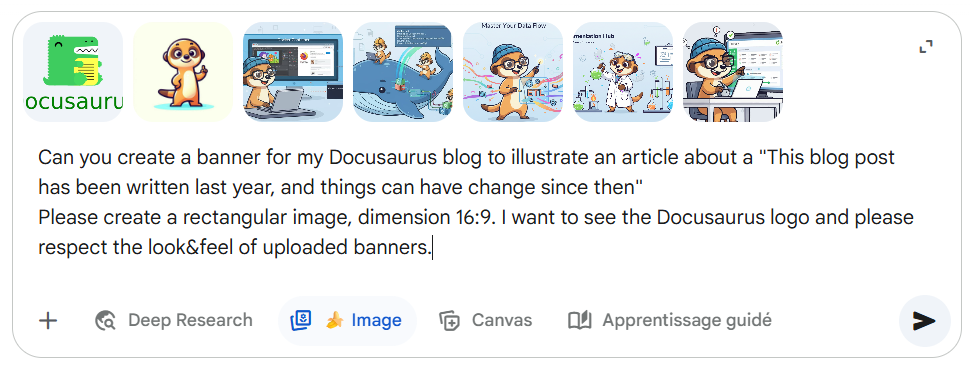 ocusauru
Master Your Data Flow
mentation Hub
Can you create a banner for my Docusaurus blog to illustrate an article about a "This blog post
has been written last year, and things can have change since then"
Please create a rectangular image, dimension 16:9. I want to see the Docusaurus logo and please
respect the look&feel of uploaded banners.
Deep Research
Image
Canvas
Apprentissage guidé